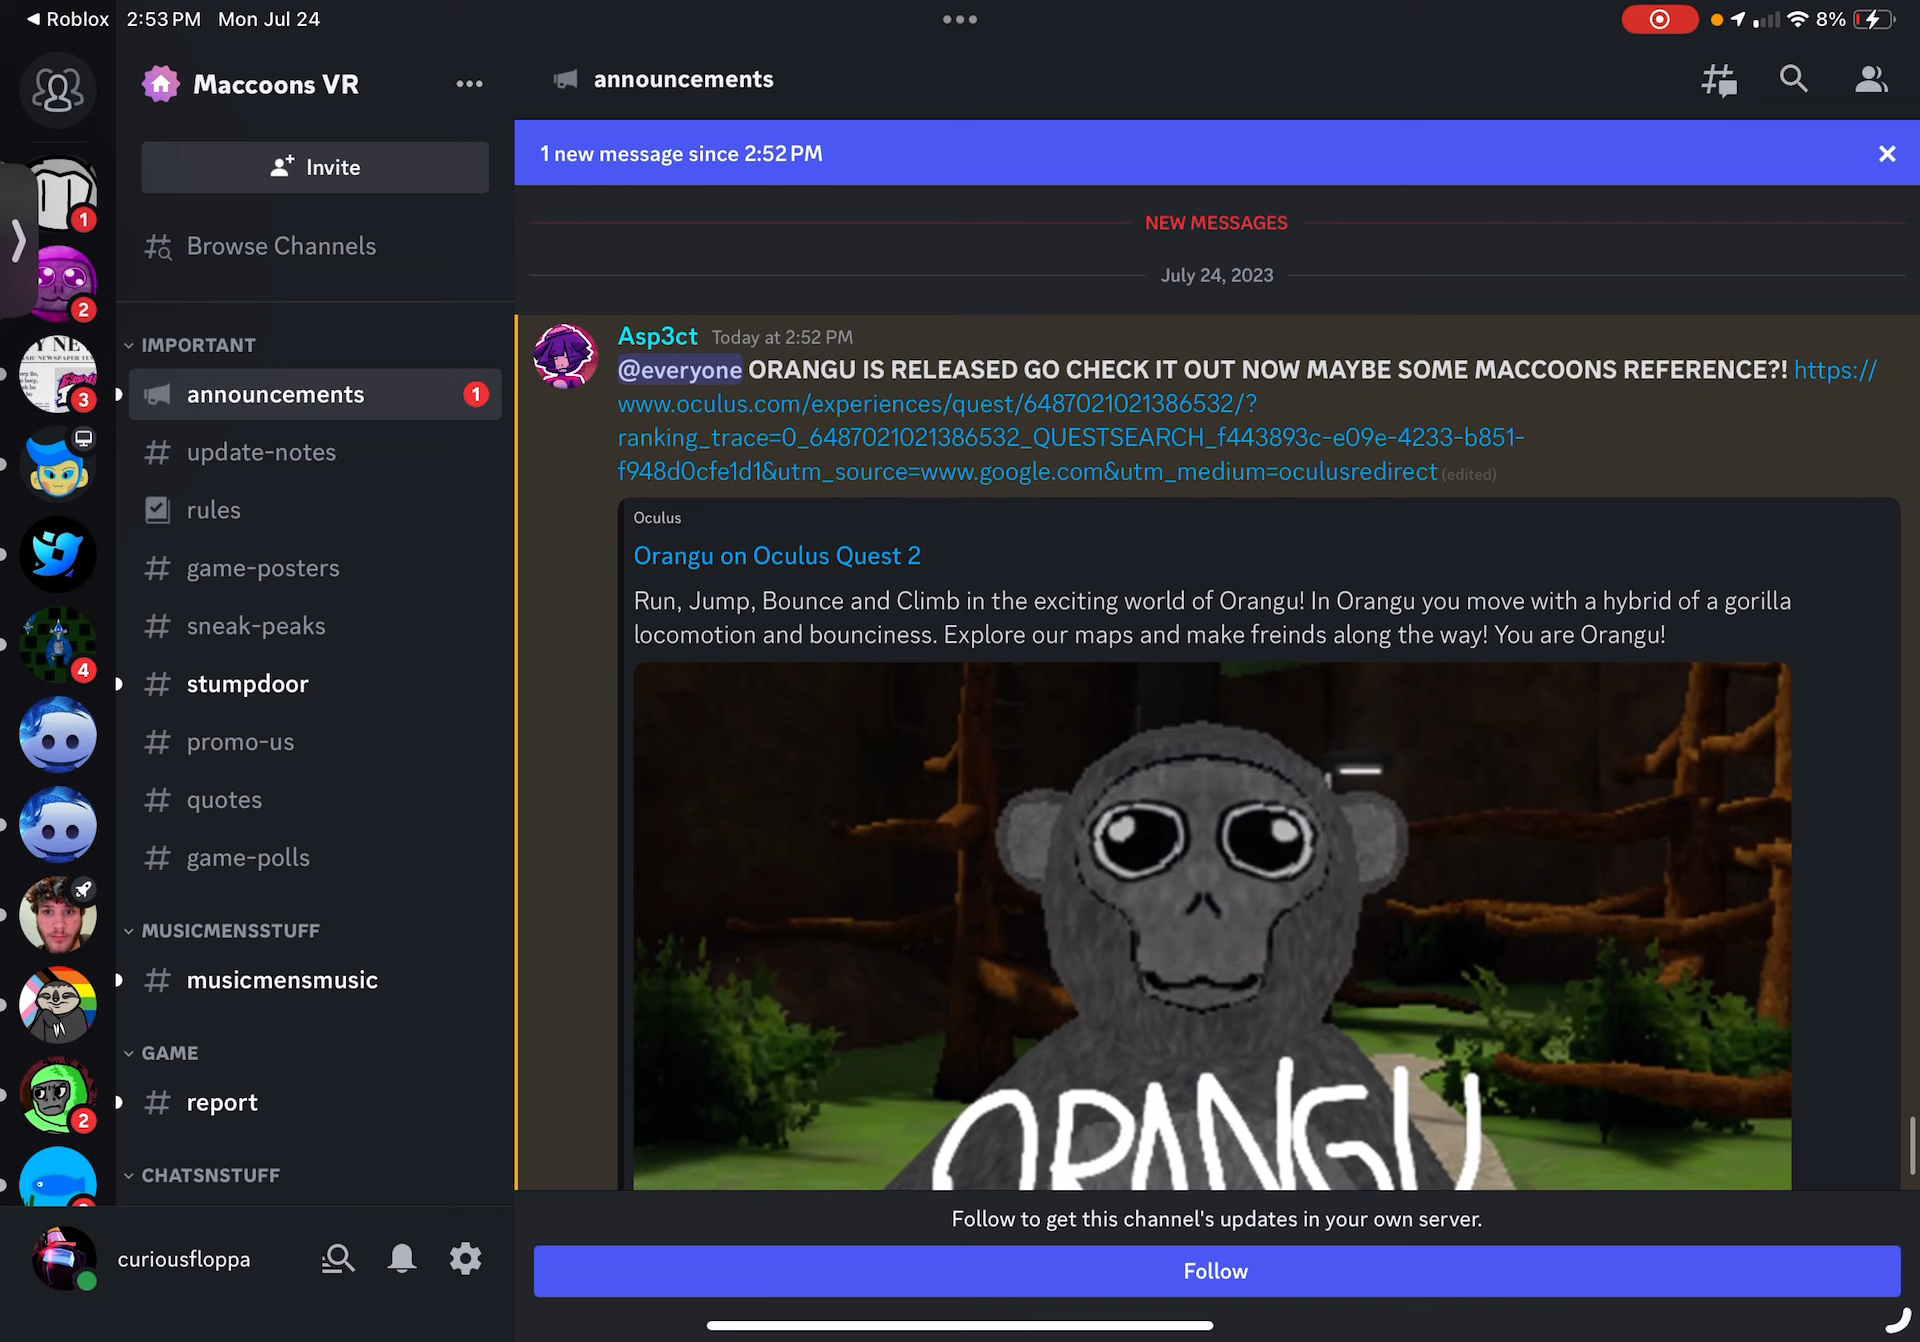 Roblox 2:53 PM Mon Jul 24
8%
Maccoons VR
Invite
Browse Channels
IMPORTANT
announcements 1
update-notes
rules
game-posters
sneak-peaks
stumpdoor
promo-us
quotes
game-polls
MUSICMENSSTUFF
musicmensmusic
GAME
report
CHATSNSTUFF
1
2
3
4
2
curiousfloppa
announcements
1 new message since 2:52 PM
NEW MESSAGES
July 24, 2023
Asp3ct Today at 2:52 PM
@everyone ORANGU IS RELEASED GO CHECK IT OUT NOW MAYBE SOME MACCOONS REFERENCE?! https://
www.oculus.com/experiences/quest/6487021021386532/?
ranking_trace=0_6487021021386532_QUESTSEARCH_f443893c-e09e-4233-b851-
f948d0cfe1d1&utm_source=www.google.com&utm_medium=oculusredirect (edited)
Oculus
Orangu on Oculus Quest 2
Run, Jump, Bounce and Climb in the exciting world of Orangu! In Orangu you move with a hybrid of a gorilla
locomotion and bounciness. Explore our maps and make freinds along the way! You are Orangu!
ORANGU
Follow to get this channel's updates in your own server.
Follow